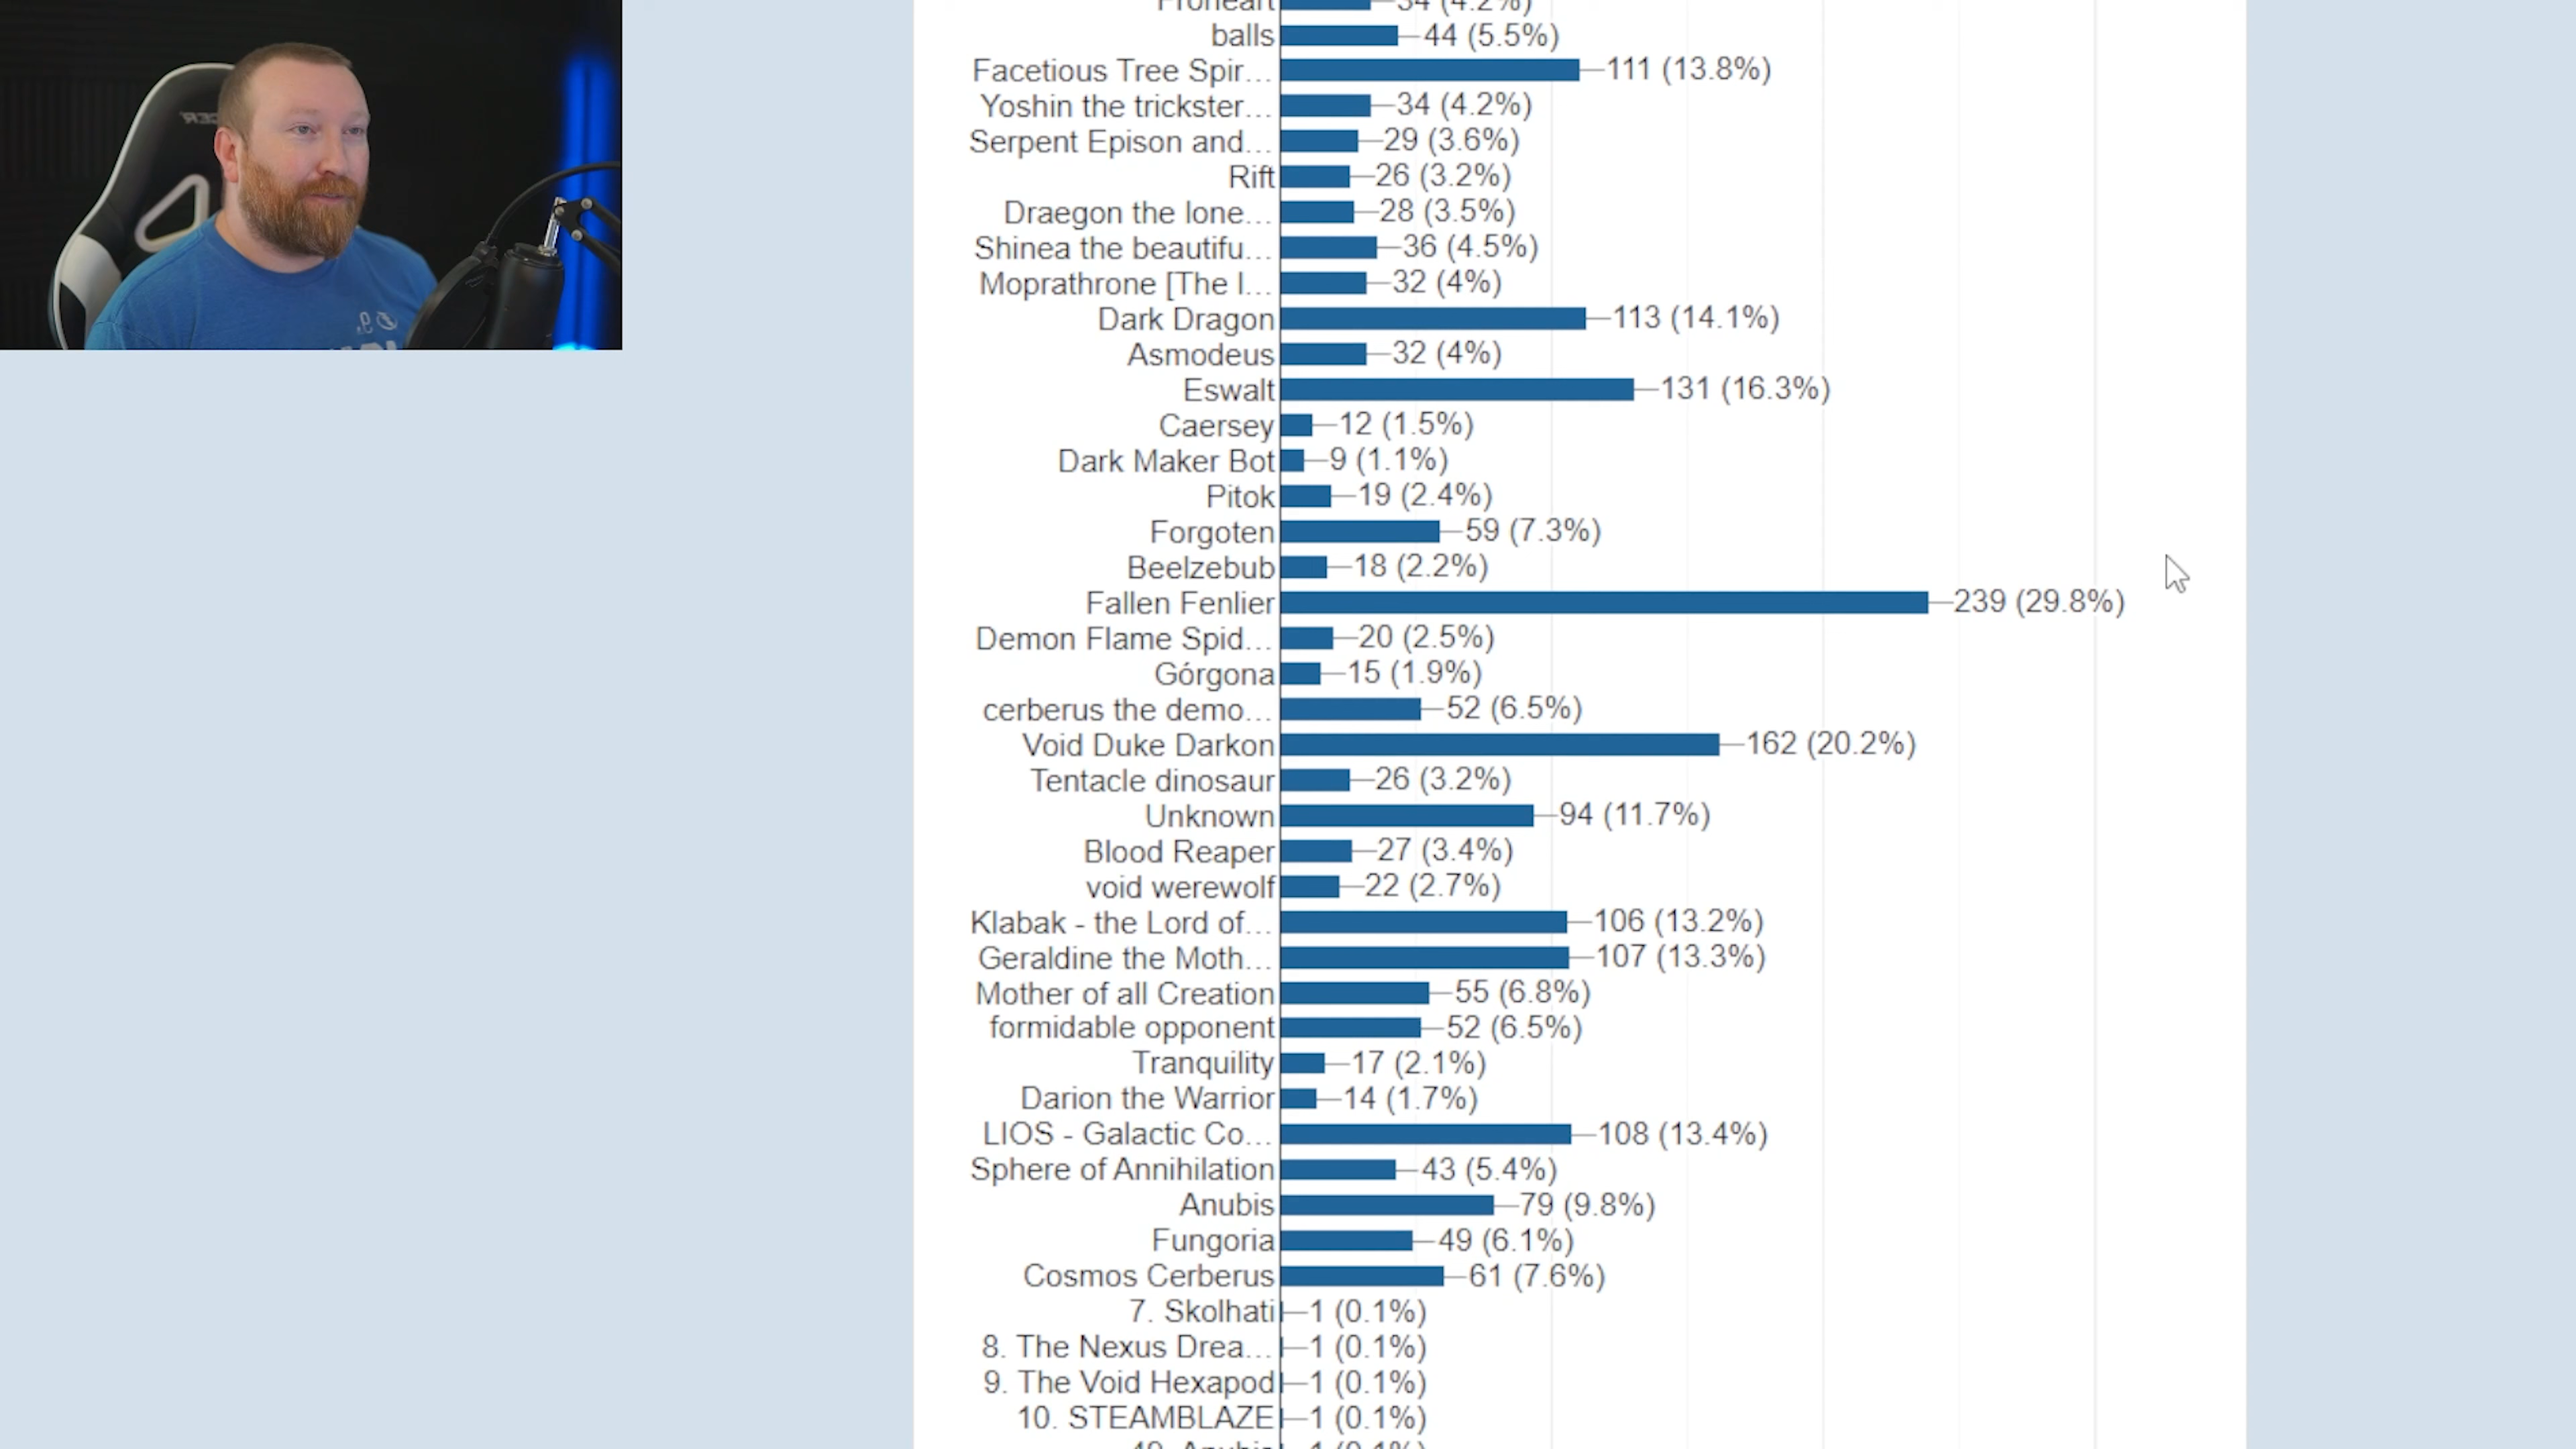 34 (4.2%)
balls 44 (5.5%)
Facetious Tree Spir... 111 (13.8%)
Yoshin the trickster... 34 (4.2%)
Serpent Epison and... 29 (3.6%)
Rift 26 (3.2%)
Draegon the lone... 28 (3.5%)
Shinea the beautifu... 36 (4.5%)
Moprathrone [The I... 32 (4%)
Dark Dragon 113 (14.1%)
Asmodeus 32 (4%)
Eswalt 131 (16.3%)
Caersey 12 (1.5%)
Dark Maker Bot 9 (1.1%)
Pitok 19 (2.4%)
Forgoten 59 (7.3%)
Beelzebub 18 (2.2%)
Fallen Fenlier 239 (29.8%)
Demon Flame Spid... 20 (2.5%)
Górgona 15 (1.9%)
cerberus the demo... 52 (6.5%)
Void Duke Darkon 162 (20.2%)
Tentacle dinosaur 26 (3.2%)
Unknown 94 (11.7%)
Blood Reaper 27 (3.4%)
void werewolf 22 (2.7%)
Klabak - the Lord of... 106 (13.2%)
Geraldine the Moth... 107 (13.3%)
Mother of all Creation 55 (6.8%)
formidable opponent 52 (6.5%)
Tranquility 17 (2.1%)
Darion the Warrior 14 (1.7%)
LIOS - Galactic Co... 108 (13.4%)
Sphere of Annihilation 43 (5.4%)
Anubis 79 (9.8%)
Fungoria 49 (6.1%)
Cosmos Cerberus 61 (7.6%)
7. Skolhati 1 (0.1%)
8. The Nexus Drea... 1 (0.1%)
9. The Void Hexapod 1 (0.1%)
10. STEAMBLAZE 1 (0.1%)